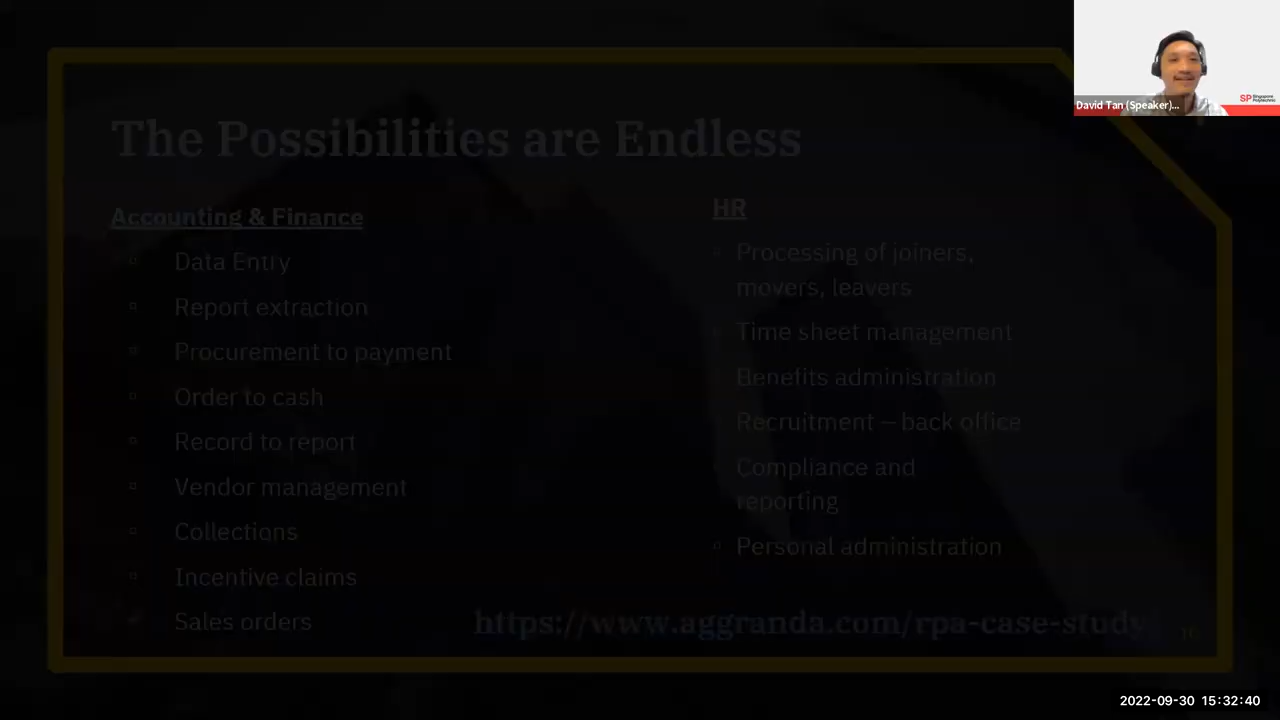 David Tan (Speaker)...
SP Singapore
Polytechnic
The Possibilities are Endless
Accounting & Finance
▫ Data Entry
▫ Report extraction
▫ Procurement to payment
▫ Order to cash
▫ Record to report
▫ Vendor management
▫ Collections
▫ Incentive claims
▫ Sales orders
HR
▫ Processing of joiners,
movers, leavers
▫ Time sheet management
▫ Benefits administration
▫ Recruitment – back office
▫ Compliance and
reporting
▫ Personal administration
https://www.aggranda.com/rpa-case-study/
2022-09-30 15:32:40